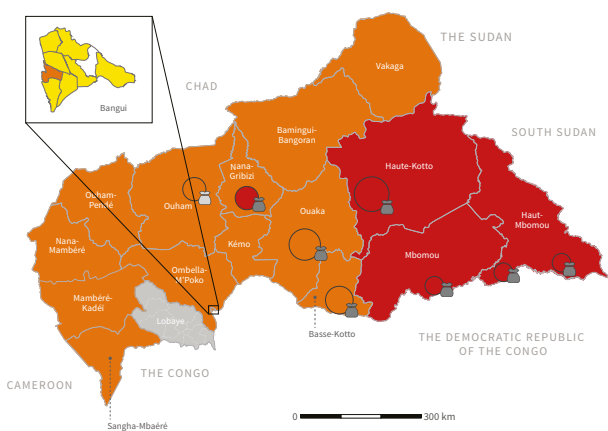 THE SUDAN
Vakaga
CHAD
Bangui
Bamingui-
Bangoran
SOUTH SUDAN
Haute-Kotto
Nana-
Gribizi
Ouham-
Pendé
Ouham
Ouaka
Haut-
Mbomou
Nana-
Mambéré
Kémo
Mbomou
Ombella-
M'Poko
Mambéré-
Kadéï
Lobaye
Basse-Kotto
THE DEMOCRATIC REPUBLIC
OF THE CONGO
THE CONGO
CAMEROON
0
300 km
Sangha-Mbaéré